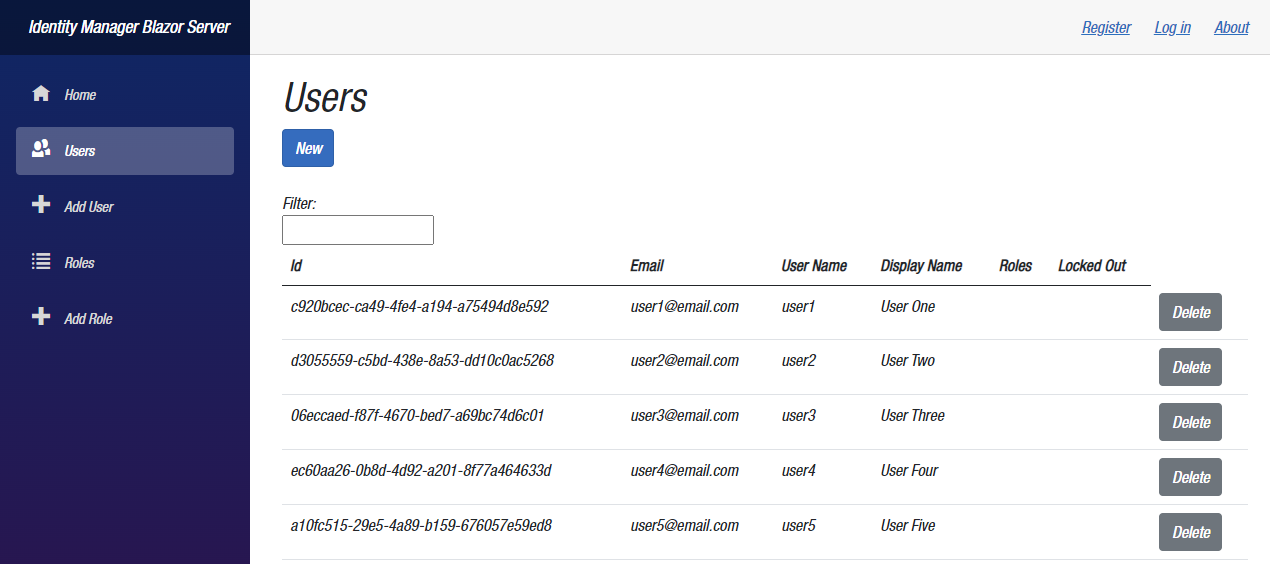 Identity Manager Blazor Server
Register Log in About
Home
Users
Add User
Roles
Add Role
Users
New
Filter:
Id Email User Name Display Name Roles Locked Out
c920bcec-ca49-4fe4-a194-a75494d8e592 user1@email.com user1 User One Delete
d3055559-c5bd-438e-8a53-dd10c0ac5268 user2@email.com user2 User Two Delete
06eccaed-f87f-4670-bed7-a69bc74d6c01 user3@email.com user3 User Three Delete
ec60aa26-0b8d-4d92-a201-8f77a464633d user4@email.com user4 User Four Delete
a10fc515-29e5-4a89-b159-676057e59ed8 user5@email.com user5 User Five Delete